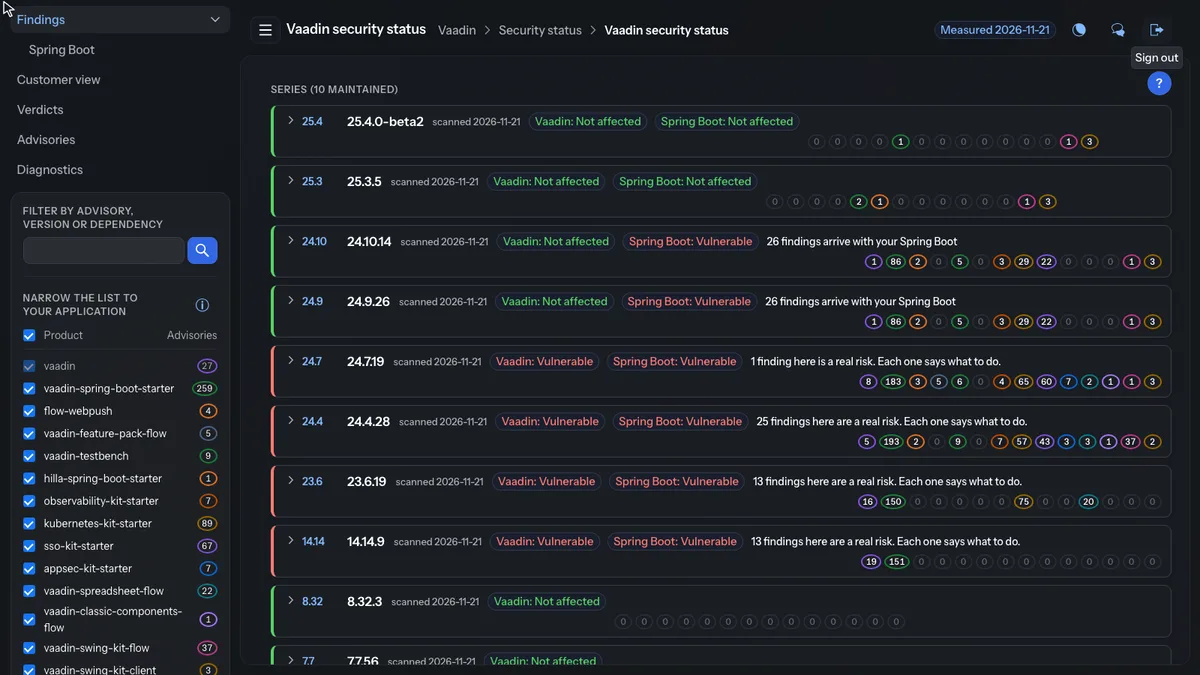 Findings
Spring Boot
Customer view
Verdicts
Advisories
Diagnostics
FILTER BY ADVISORY,
VERSION OR DEPENDENCY
NARROW THE LIST TO
YOUR APPLICATION
Product Advisories
vaadin 27
vaadin-spring-boot-starter 259
flow-webpush 4
vaadin-feature-pack-flow 5
vaadin-testbench 9
hilla-spring-boot-starter 1
observability-kit-starter 7
kubernetes-kit-starter 89
sso-kit-starter 67
appsec-kit-starter 7
vaadin-spreadsheet-flow 22
vaadin-classic-components-
flow 1
vaadin-swing-kit-flow 37
vaadin-swing-kit-client 3
Vaadin security status Vaadin > Security status > Vaadin security status Measured 2026-11-21
Sign out
?
SERIES (10 MAINTAINED)
25.4 25.4.0-beta2 scanned 2026-11-21 Vaadin: Not affected Spring Boot: Not affected
0 0 0 0 1 0 0 0 0 0 0 0 1 3
25.3 25.3.5 scanned 2026-11-21 Vaadin: Not affected Spring Boot: Not affected
0 0 0 0 2 1 0 0 0 0 0 0 1 3
24.10 24.10.14 scanned 2026-11-21 Vaadin: Not affected Spring Boot: Vulnerable 26 findings arrive with your Spring Boot
1 86 2 0 5 0 3 29 22 0 0 0 1 3
24.9 24.9.26 scanned 2026-11-21 Vaadin: Not affected Spring Boot: Vulnerable 26 findings arrive with your Spring Boot
1 86 2 0 5 0 3 29 22 0 0 0 1 3
24.7 24.7.19 scanned 2026-11-21 Vaadin: Vulnerable Spring Boot: Vulnerable 1 finding here is a real risk. Each one says what to do.
8 183 3 5 6 0 4 65 60 7 2 1 1 3
24.4 24.4.28 scanned 2026-11-21 Vaadin: Vulnerable Spring Boot: Vulnerable 25 findings here are a real risk. Each one says what to do.
5 193 2 0 9 0 7 57 43 3 3 1 37 2
23.6 23.6.19 scanned 2026-11-21 Vaadin: Vulnerable Spring Boot: Vulnerable 13 findings here are a real risk. Each one says what to do.
16 150 0 0 0 0 0 75 0 0 20 0 0 0
14.14 14.14.9 scanned 2026-11-21 Vaadin: Vulnerable Spring Boot: Vulnerable 13 findings here are a real risk. Each one says what to do.
19 151 0 0 0 0 0 0 0 0 0 0 0 0
8.32 8.32.3 scanned 2026-11-21 Vaadin: Not affected
0 0 0 0 0 0 0 0 0 0 0 0 0 0
7.7 7.7.56 scanned 2026-11-21 Vaadin: Not affected